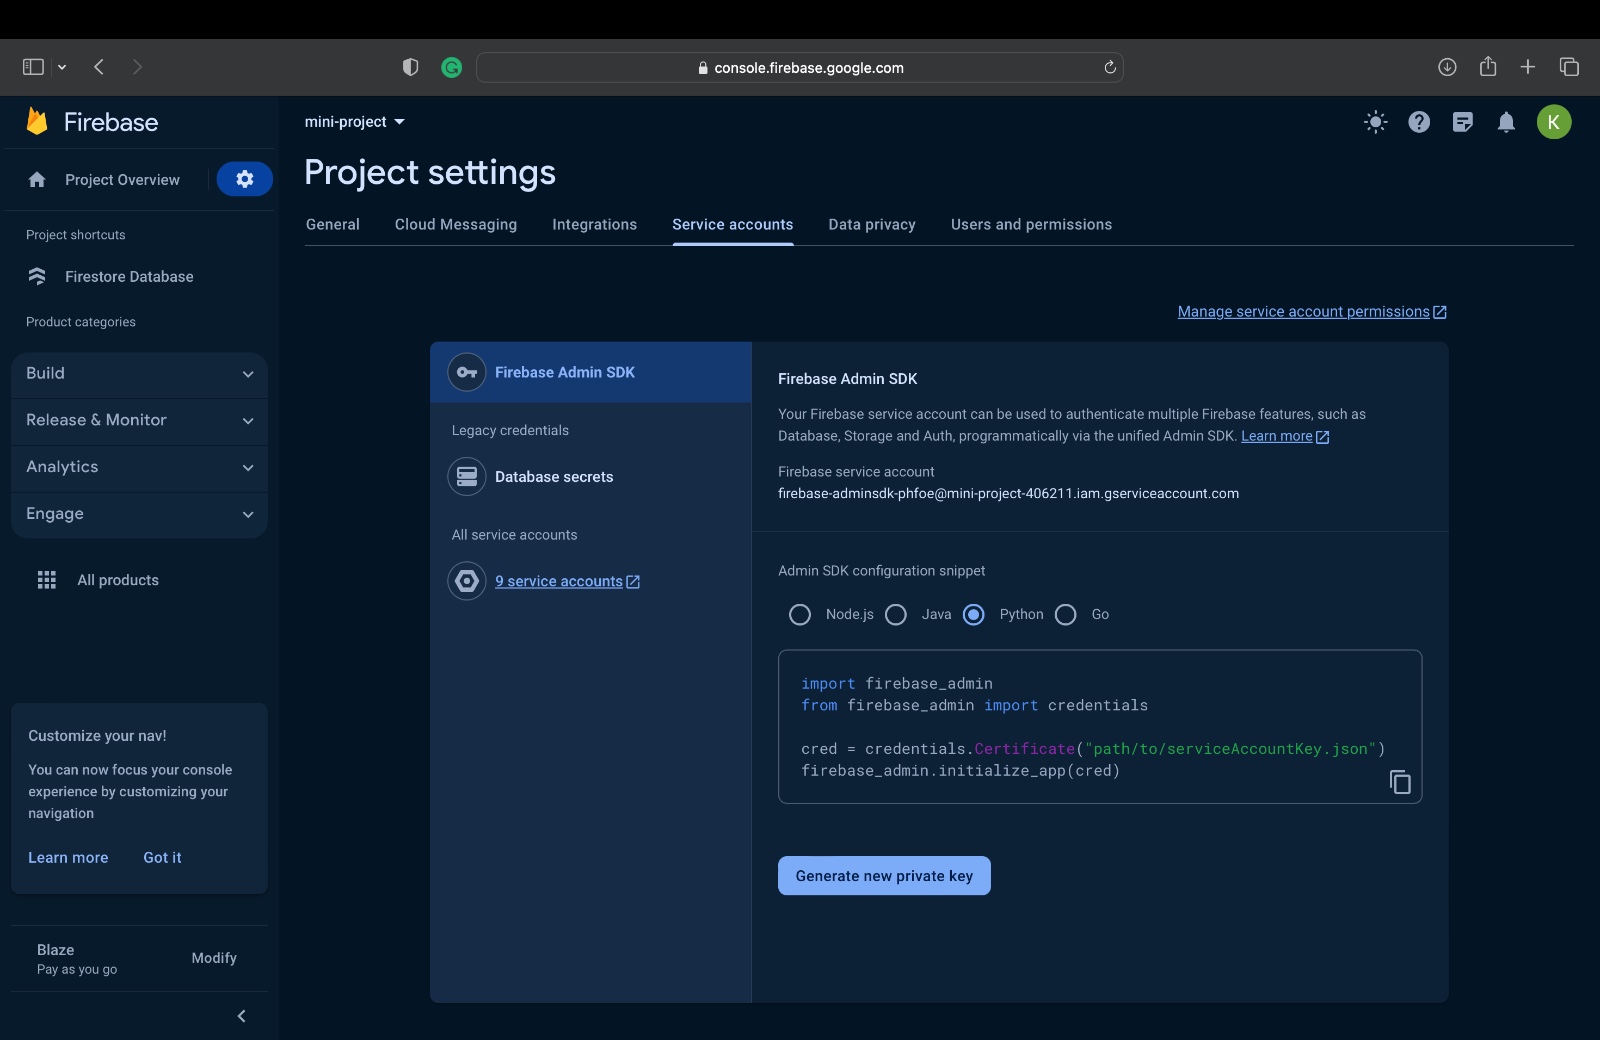 console.firebase.google.com
Firebase
mini-project
K
Project Overview
Project settings
General
Cloud Messaging
Integrations
Service accounts
Data privacy
Users and permissions
Project shortcuts
Firestore Database
Product categories
Build
Release & Monitor
Analytics
Engage
All products
Customize your nav!
You can now focus your console
experience by customizing your
navigation
Learn more
Got it
Blaze
Pay as you go
Modify
Manage service account permissions
Firebase Admin SDK
Legacy credentials
Database secrets
All service accounts
9 service accounts
Firebase Admin SDK
Your Firebase service account can be used to authenticate multiple Firebase features, such as
Database, Storage and Auth, programmatically via the unified Admin SDK. Learn more
Firebase service account
firebase-adminsdk-phfoe@mini-project-406211.iam.gserviceaccount.com
Admin SDK configuration snippet
Node.js
Java
Python
Go
import firebase_admin
from firebase_admin import credentials
cred = credentials.Certificate("path/to/serviceAccountKey.json")
firebase_admin.initialize_app(cred)
Generate new private key